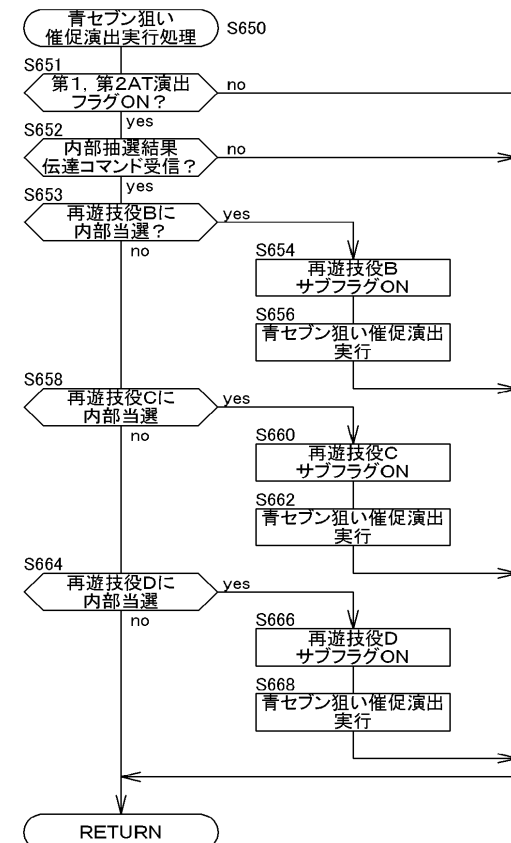 青セブン狙い
催促演出実行処理
S650
S651
第1，第2AT演出
フラグON？
no
yes
S652
内部抽選結果
伝達コマンド受信？
no
yes
S653
再遊技役Bに
内部当選？
yes
no
S654
再遊技役B
サブフラグON
S656
青セブン狙い催促演出
実行
S658
再遊技役Cに
内部当選
yes
no
S660
再遊技役C
サブフラグON
S662
青セブン狙い催促演出
実行
S664
再遊技役Dに
内部当選
yes
no
S666
再遊技役D
サブフラグON
S668
青セブン狙い催促演出
実行
RETURN